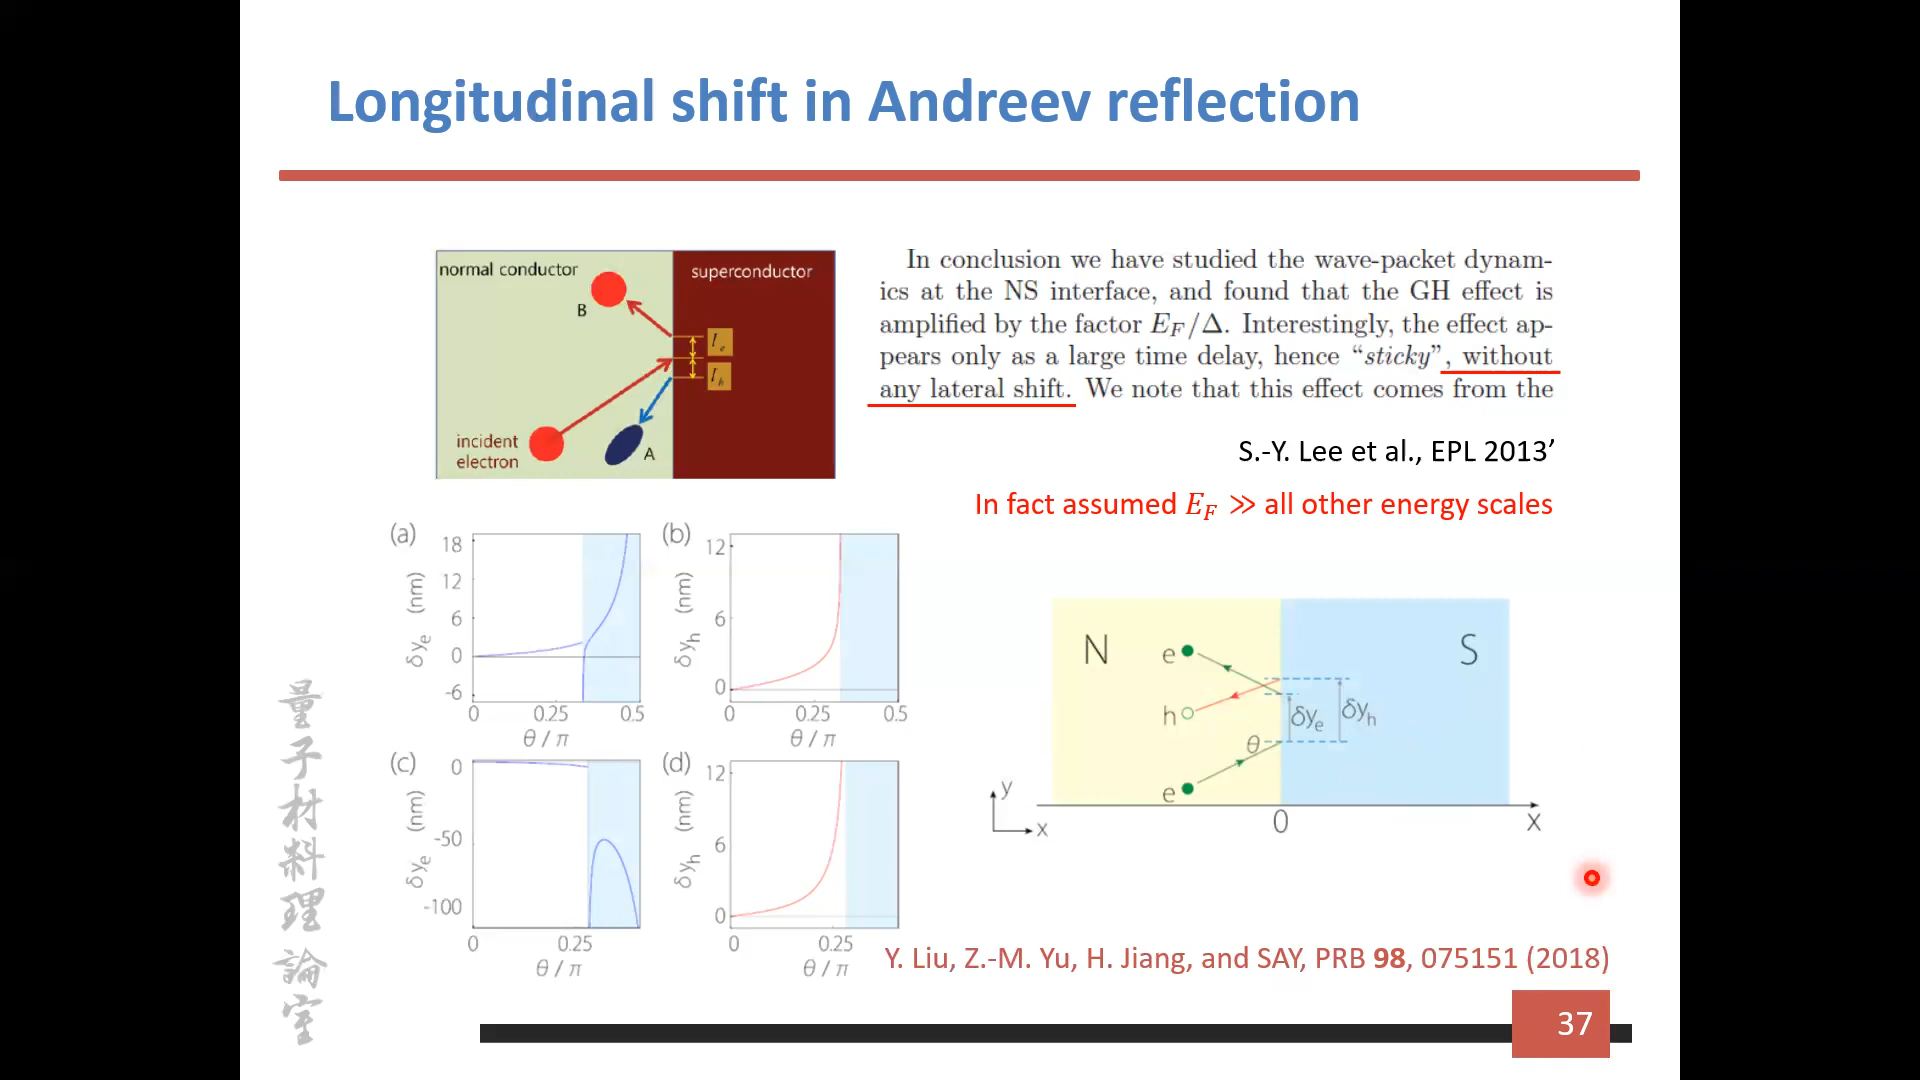 Longitudinal shift in Andreev reflection
normal conductor
superconductor
B
l_e
l_h
incident
electron
A
In conclusion we have studied the wave-packet dynam-
ics at the NS interface, and found that the GH effect is
amplified by the factor E_F/Δ. Interestingly, the effect ap-
pears only as a large time delay, hence “sticky”, without
any lateral shift. We note that this effect comes from the
S.-Y. Lee et al., EPL 2013’
In fact assumed E_F ≫ all other energy scales
(a)
18
12
6
0
-6
δy_e (nm)
0 0.25 0.5
θ / π
(b)
12
6
0
δy_h (nm)
0 0.25 0.5
θ / π
(c)
0
-50
-100
δy_e (nm)
0 0.25
θ / π
(d)
12
6
0
δy_h (nm)
0 0.25
θ / π
N
S
e
h
δy_e
δy_h
θ
e
y
x
0
X
Y. Liu, Z.-M. Yu, H. Jiang, and SAY, PRB 98, 075151 (2018)
37
量子材料理論室